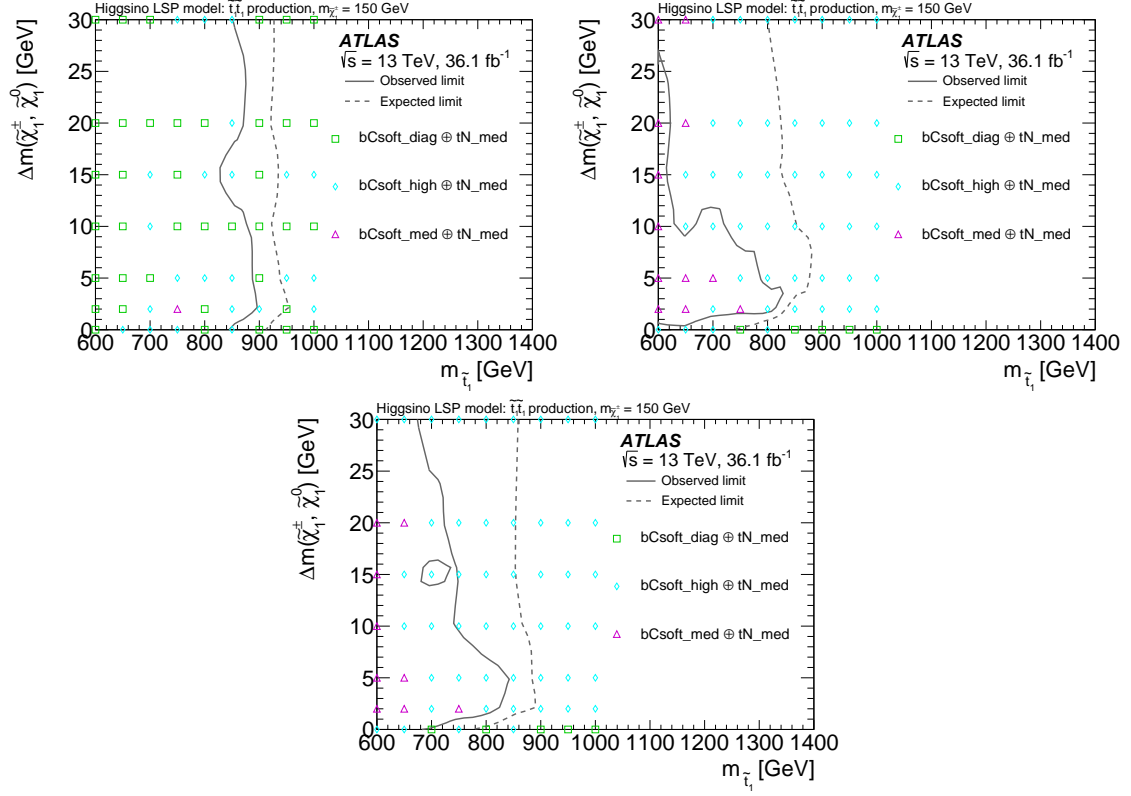 Higgsino LSP model: t̃₁t̃₁ production, m_χ̃₁± = 150 GeV
ATLAS
√s = 13 TeV, 36.1 fb⁻¹
Observed limit
Expected limit
bCsoft_diag ⊕ tN_med
bCsoft_high ⊕ tN_med
bCsoft_med ⊕ tN_med
Δm(χ̃₁±, χ̃₁⁰) [GeV]
30
25
20
15
10
5
0
600 700 800 900 1000 1100 1200 1300 1400
m_t̃₁ [GeV]
Higgsino LSP model: t̃₁t̃₁ production, m_χ̃₁± = 150 GeV
ATLAS
√s = 13 TeV, 36.1 fb⁻¹
Observed limit
Expected limit
bCsoft_diag ⊕ tN_med
bCsoft_high ⊕ tN_med
bCsoft_med ⊕ tN_med
Δm(χ̃₁±, χ̃₁⁰) [GeV]
30
25
20
15
10
5
0
600 700 800 900 1000 1100 1200 1300 1400
m_t̃₁ [GeV]
Higgsino LSP model: t̃₁t̃₁ production, m_χ̃₁± = 150 GeV
ATLAS
√s = 13 TeV, 36.1 fb⁻¹
Observed limit
Expected limit
bCsoft_diag ⊕ tN_med
bCsoft_high ⊕ tN_med
bCsoft_med ⊕ tN_med
Δm(χ̃₁±, χ̃₁⁰) [GeV]
30
25
20
15
10
5
0
600 700 800 900 1000 1100 1200 1300 1400
m_t̃₁ [GeV]